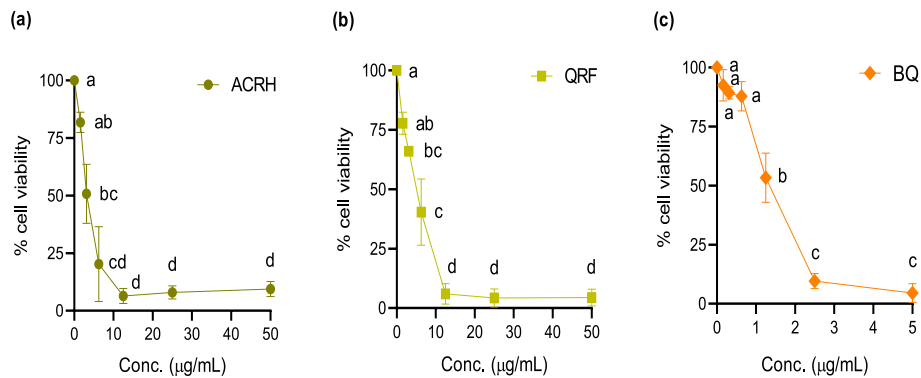 (a)
ACRH
100
75
50
25
0
% cell viability
a
ab
bc
cd
d
d
d
0 10 20 30 40 50
Conc. (µg/mL)
(b)
QRF
100
75
50
25
0
% cell viability
a
ab
bc
c
d
d
d
0 10 20 30 40 50
Conc. (µg/mL)
(c)
BQ
100
75
50
25
0
% cell viability
a
a
a
a
b
c
c
0 1 2 3 4 5
Conc. (µg/mL)